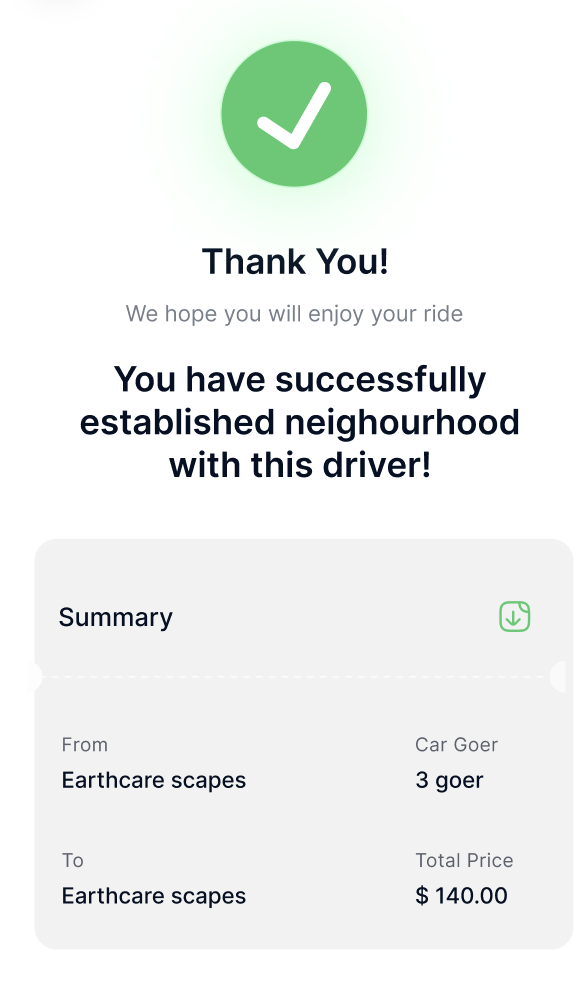 Thank You!
We hope you will enjoy your ride
You have successfully
established neighourhood
with this driver!
Summary
From
Car Goer
Earthcare scapes
3 goer
To
Total Price
Earthcare scapes
$ 140.00